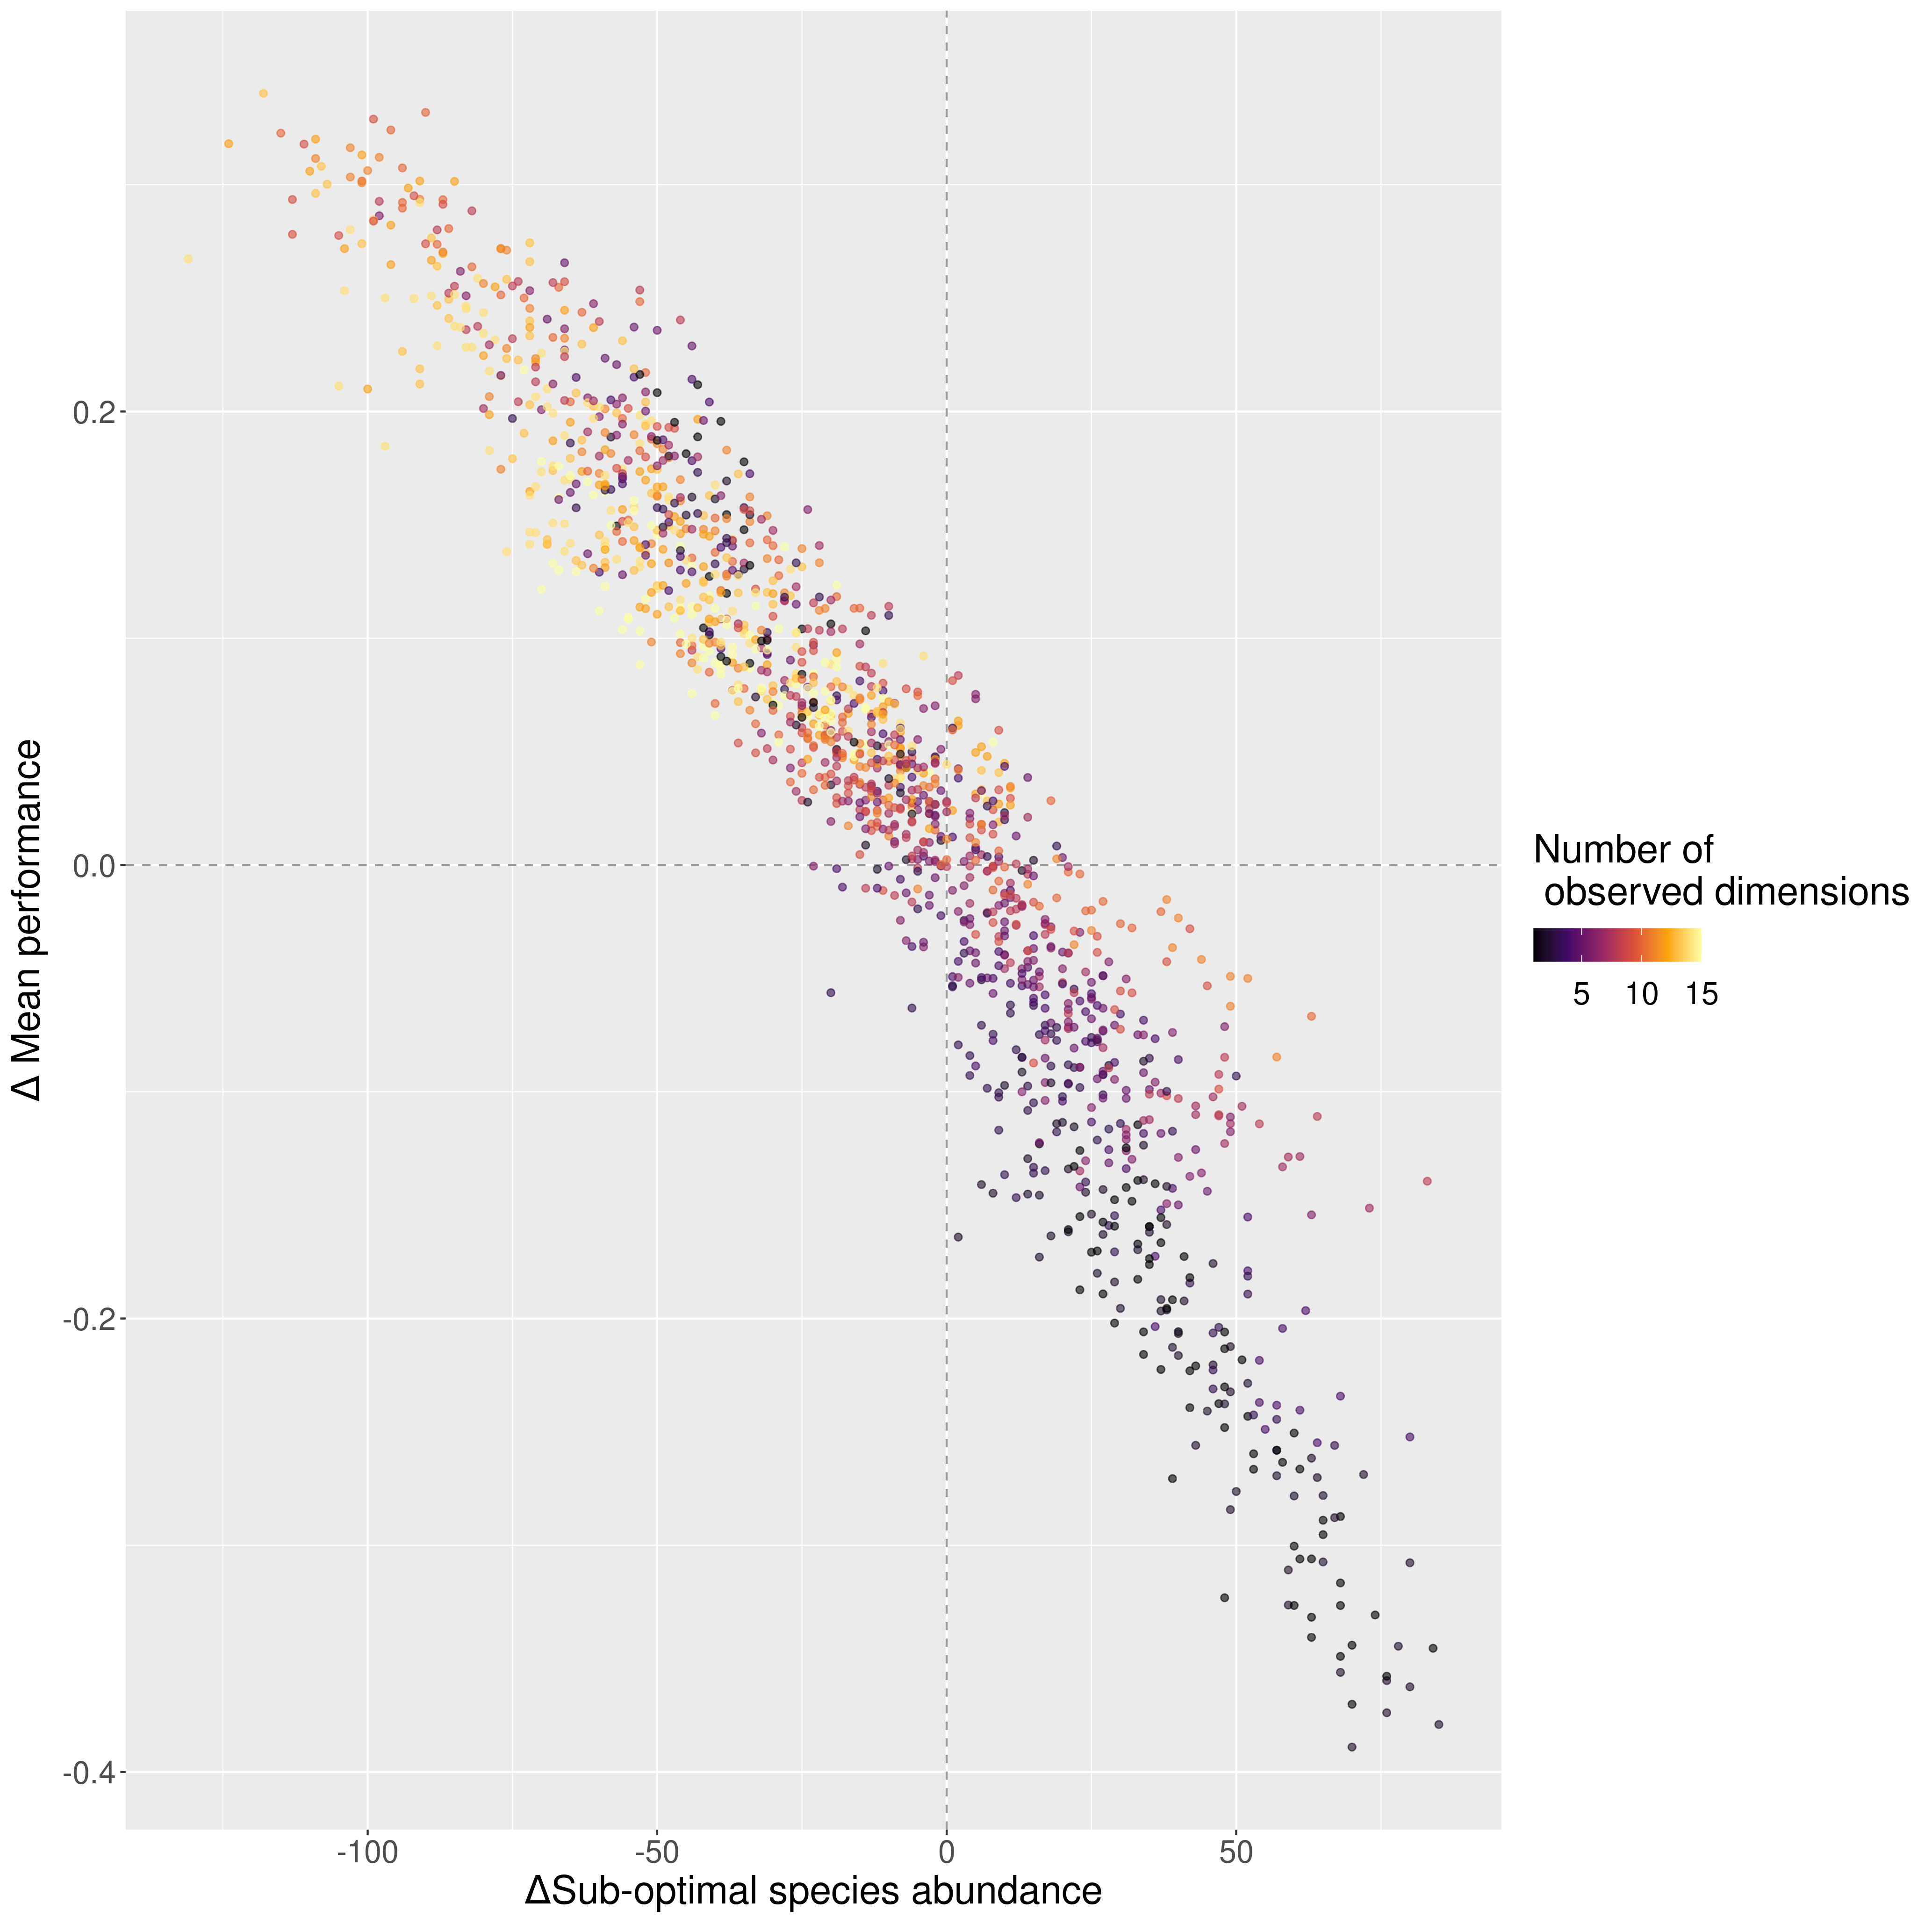 Δ Mean performance
0.2
0.0
-0.2
-0.4
-100
-50
0
50
ΔSub-optimal species abundance
Number of
observed dimensions
5
10
15